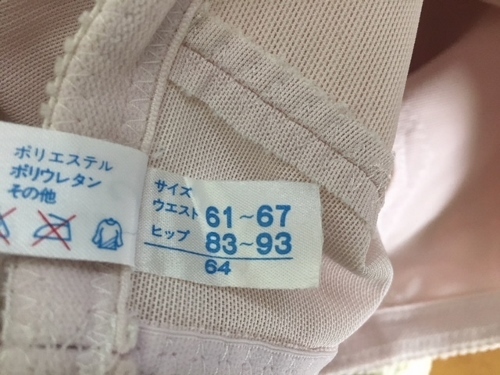 ポリエステル
ポリウレタン
その他
サイズ
ウエスト 61~67
ヒップ 83~93
64